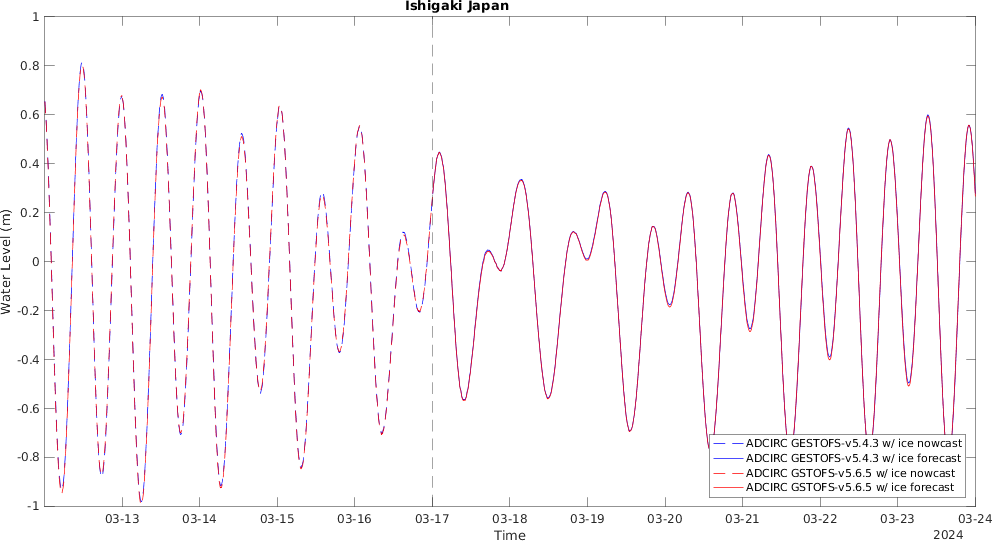 Ishigaki Japan
Water Level (m)
1
0.8
0.6
0.4
0.2
0
-0.2
-0.4
-0.6
-0.8
-1
ADCIRC GESTOFS-v5.4.3 w/ ice nowcast
ADCIRC GESTOFS-v5.4.3 w/ ice forecast
ADCIRC GSTOFS-v5.6.5 w/ ice nowcast
ADCIRC GSTOFS-v5.6.5 w/ ice forecast
03-13 03-14 03-15 03-16 03-17 03-18 03-19 03-20 03-21 03-22 03-23 03-24
Time
2024